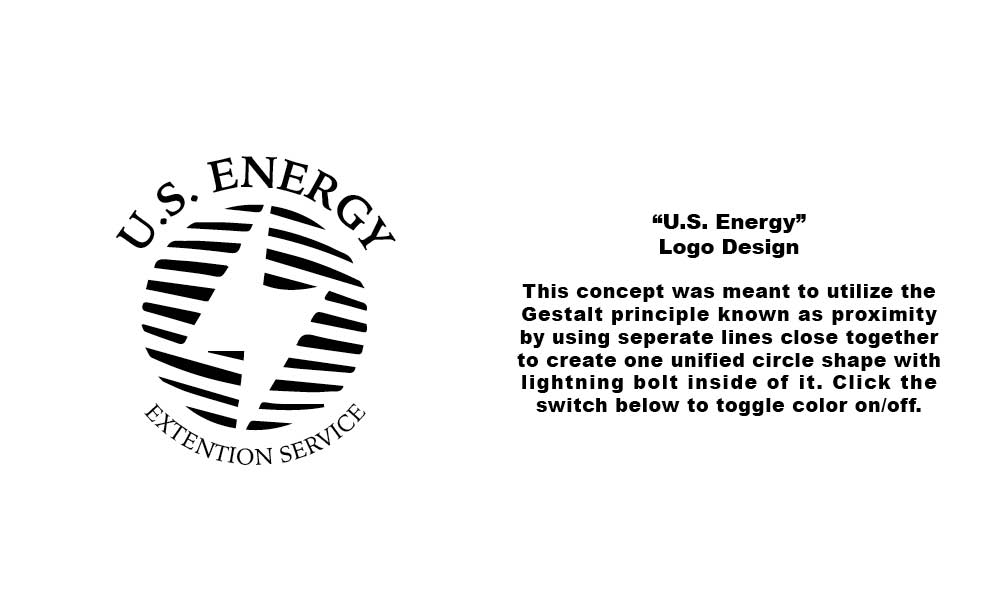 U.S. ENERGY
EXTENTION SERVICE
“U.S. Energy”
Logo Design
This concept was meant to utilize the
Gestalt principle known as proximity
by using seperate lines close together
to create one unified circle shape with
lightning bolt inside of it. Click the
switch below to toggle color on/off.